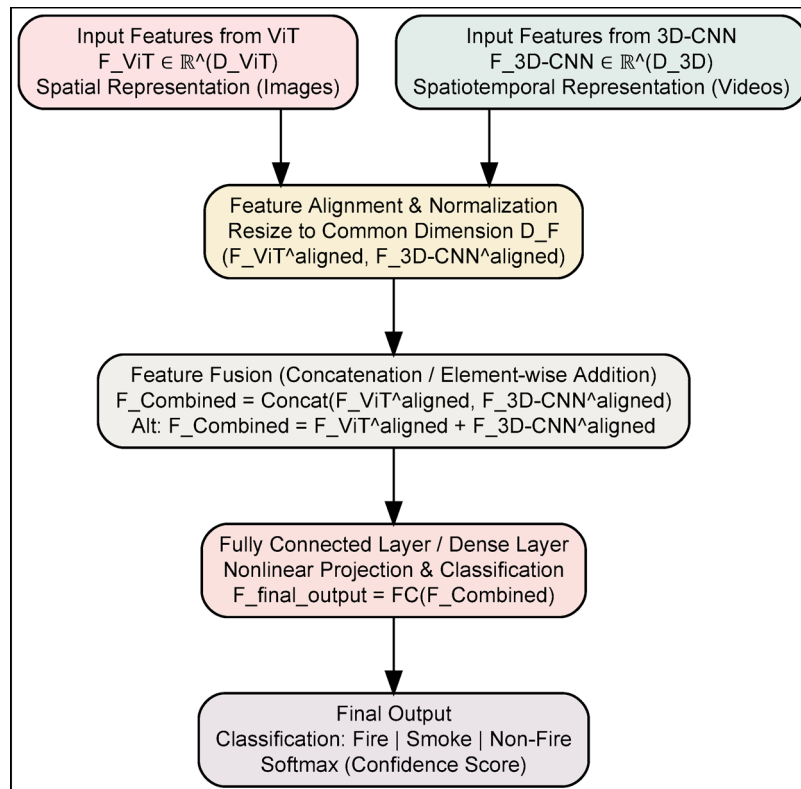 Input Features from ViT
F_ViT ∈ ℝ^(D_ViT)
Spatial Representation (Images)
Input Features from 3D-CNN
F_3D-CNN ∈ ℝ^(D_3D)
Spatiotemporal Representation (Videos)
Feature Alignment & Normalization
Resize to Common Dimension D_F
(F_ViT^aligned, F_3D-CNN^aligned)
Feature Fusion (Concatenation / Element-wise Addition)
F_Combined = Concat(F_ViT^aligned, F_3D-CNN^aligned)
Alt: F_Combined = F_ViT^aligned + F_3D-CNN^aligned
Fully Connected Layer / Dense Layer
Nonlinear Projection & Classification
F_final_output = FC(F_Combined)
Final Output
Classification: Fire | Smoke | Non-Fire
Softmax (Confidence Score)